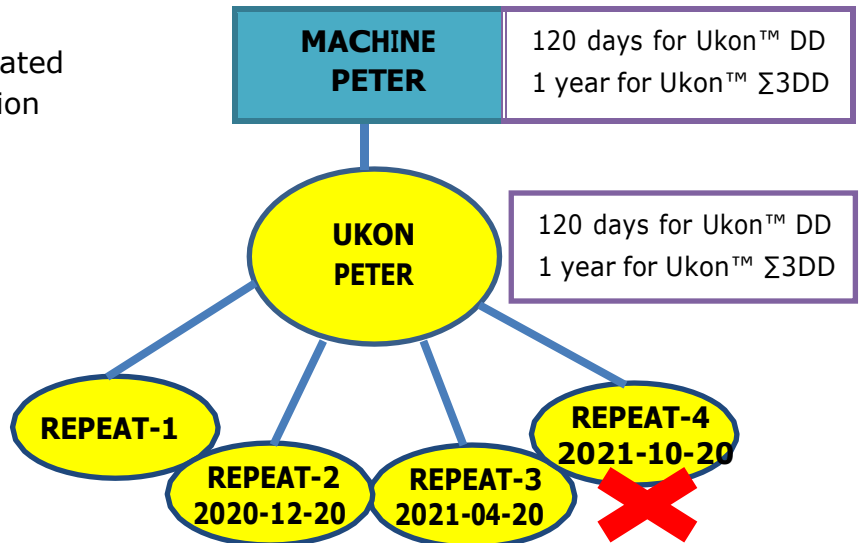 ated
ion
MACHINE
PETER
120 days for Ukon™ DD
1 year for Ukon™ ∑3DD
UKON
PETER
120 days for Ukon™ DD
1 year for Ukon™ ∑3DD
REPEAT-1
REPEAT-2
2020-12-20
REPEAT-3
2021-04-20
REPEAT-4
2021-10-20